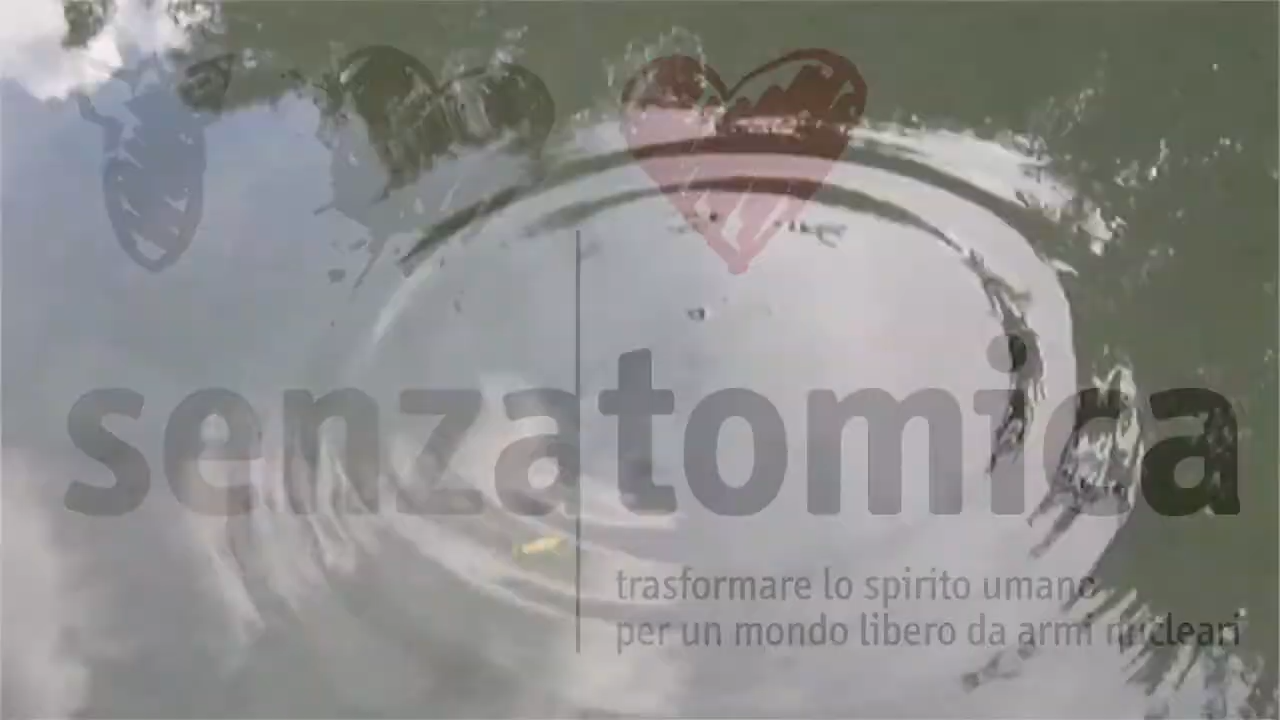 senzatomica
trasformare lo spirito umano
per un mondo libero da armi nucleari